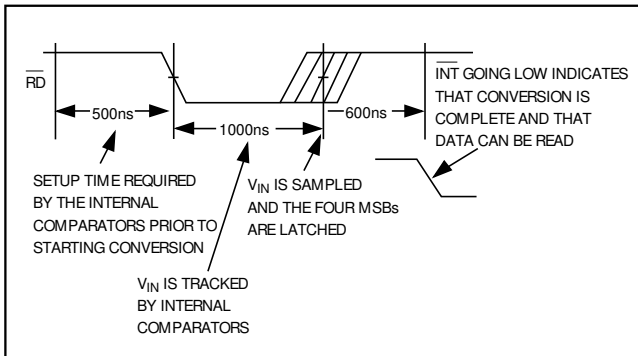 RD
500ns
1000ns
600ns
INT GOING LOW INDICATES
THAT CONVERSION IS
COMPLETE AND THAT
DATA CAN BE READ
SETUP TIME REQUIRED
BY THE INTERNAL
COMPARATORS PRIOR TO
STARTING CONVERSION
VIN IS SAMPLED
AND THE FOUR MSBs
ARE LATCHED
VIN IS TRACKED
BY INTERNAL
COMPARATORS